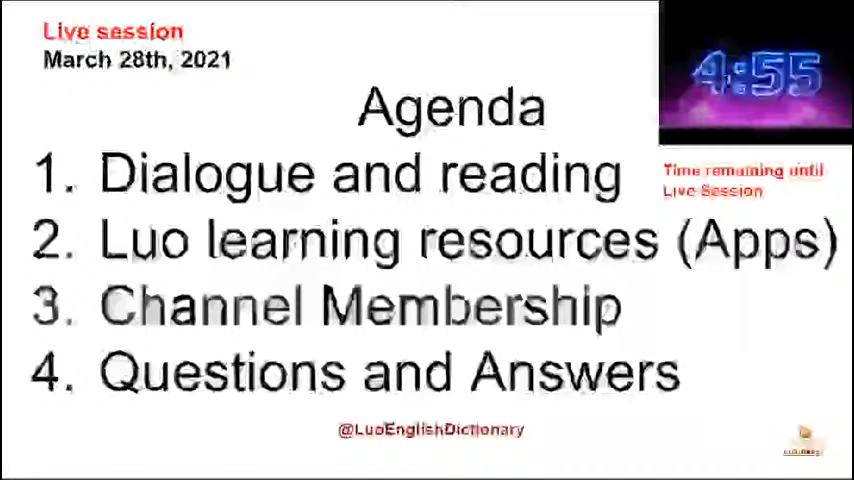 Live session
March 28th, 2021
4:55
Agenda
Time remaining until
Live Session
1. Dialogue and reading
2. Luo learning resources (Apps)
3. Channel Membership
4. Questions and Answers
@LuoEnglishDictionary